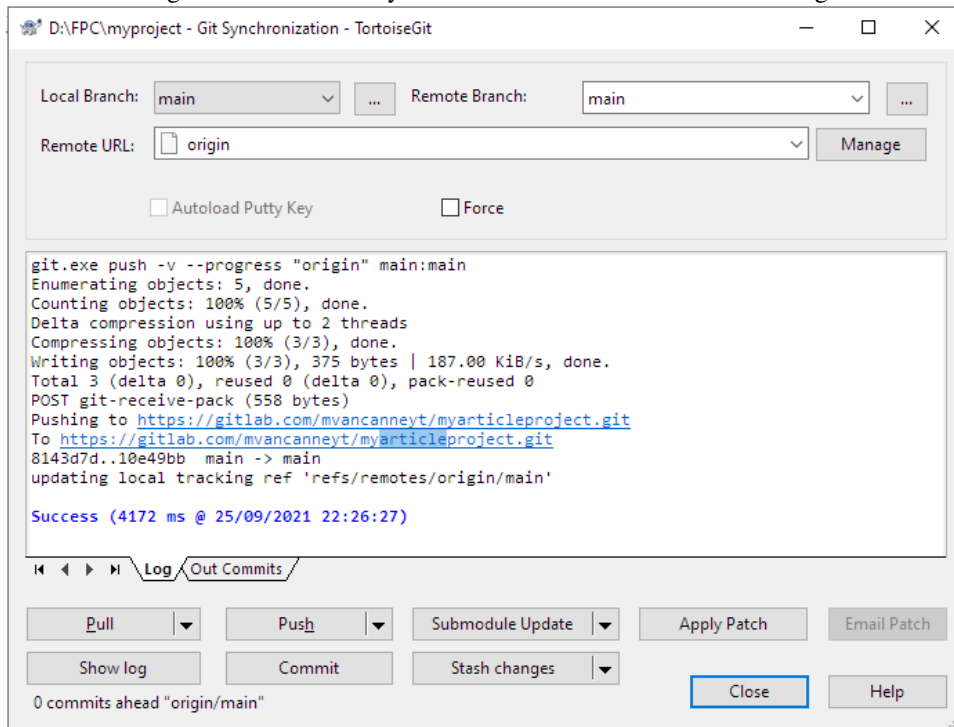 D:\FPC\myproject - Git Synchronization - TortoiseGit
Local Branch: main ... Remote Branch: main ...
Remote URL: origin Manage
Autoload Putty Key Force
git.exe push -v --progress "origin" main:main
Enumerating objects: 5, done.
Counting objects: 100% (5/5), done.
Delta compression using up to 2 threads
Compressing objects: 100% (3/3), done.
Writing objects: 100% (3/3), 375 bytes | 187.00 KiB/s, done.
Total 3 (delta 0), reused 0 (delta 0), pack-reused 0
POST git-receive-pack (558 bytes)
Pushing to https://gitlab.com/mvancanneyt/myarticleproject.git
To https://gitlab.com/mvancanneyt/myarticleproject.git
8143d7d..10e49bb main -> main
updating local tracking ref 'refs/remotes/origin/main'
Success (4172 ms @ 25/09/2021 22:26:27)
Log Out Commits
Pull Push Submodule Update Apply Patch Email Patch
Show log Commit Stash changes
0 commits ahead "origin/main" Close Help